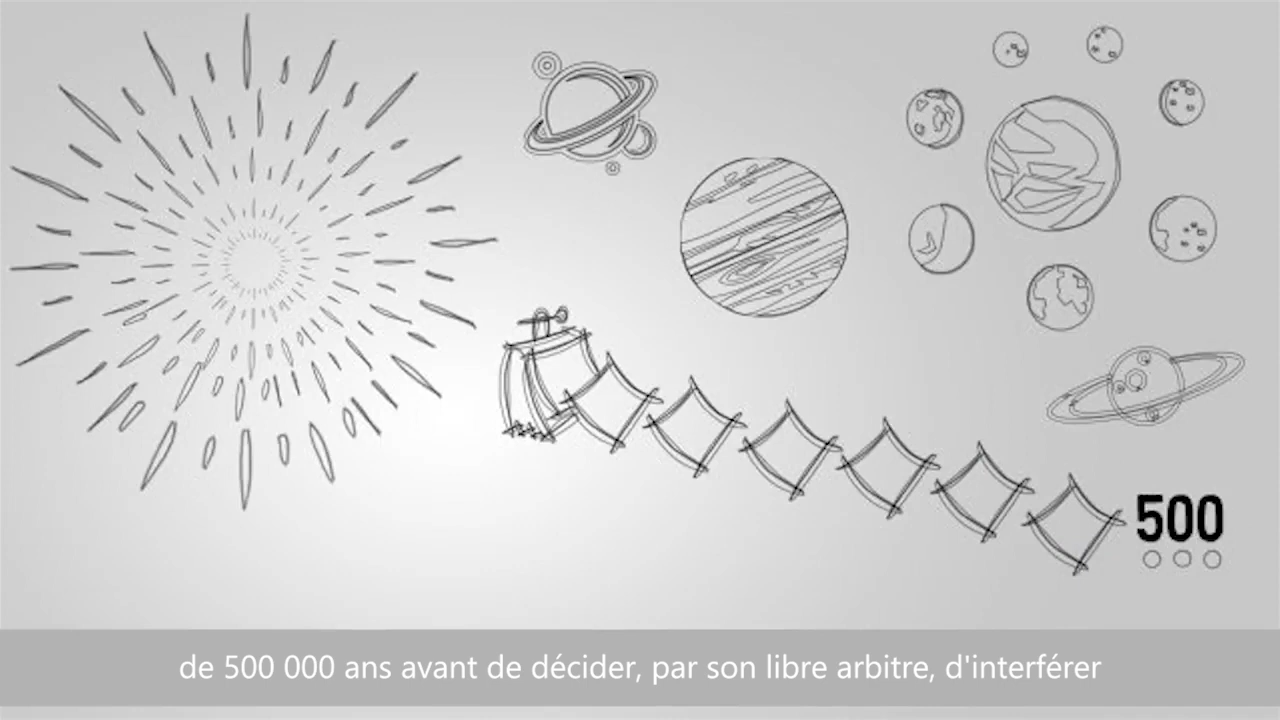 500
de 500 000 ans avant de décider, par son libre arbitre, d'interférer